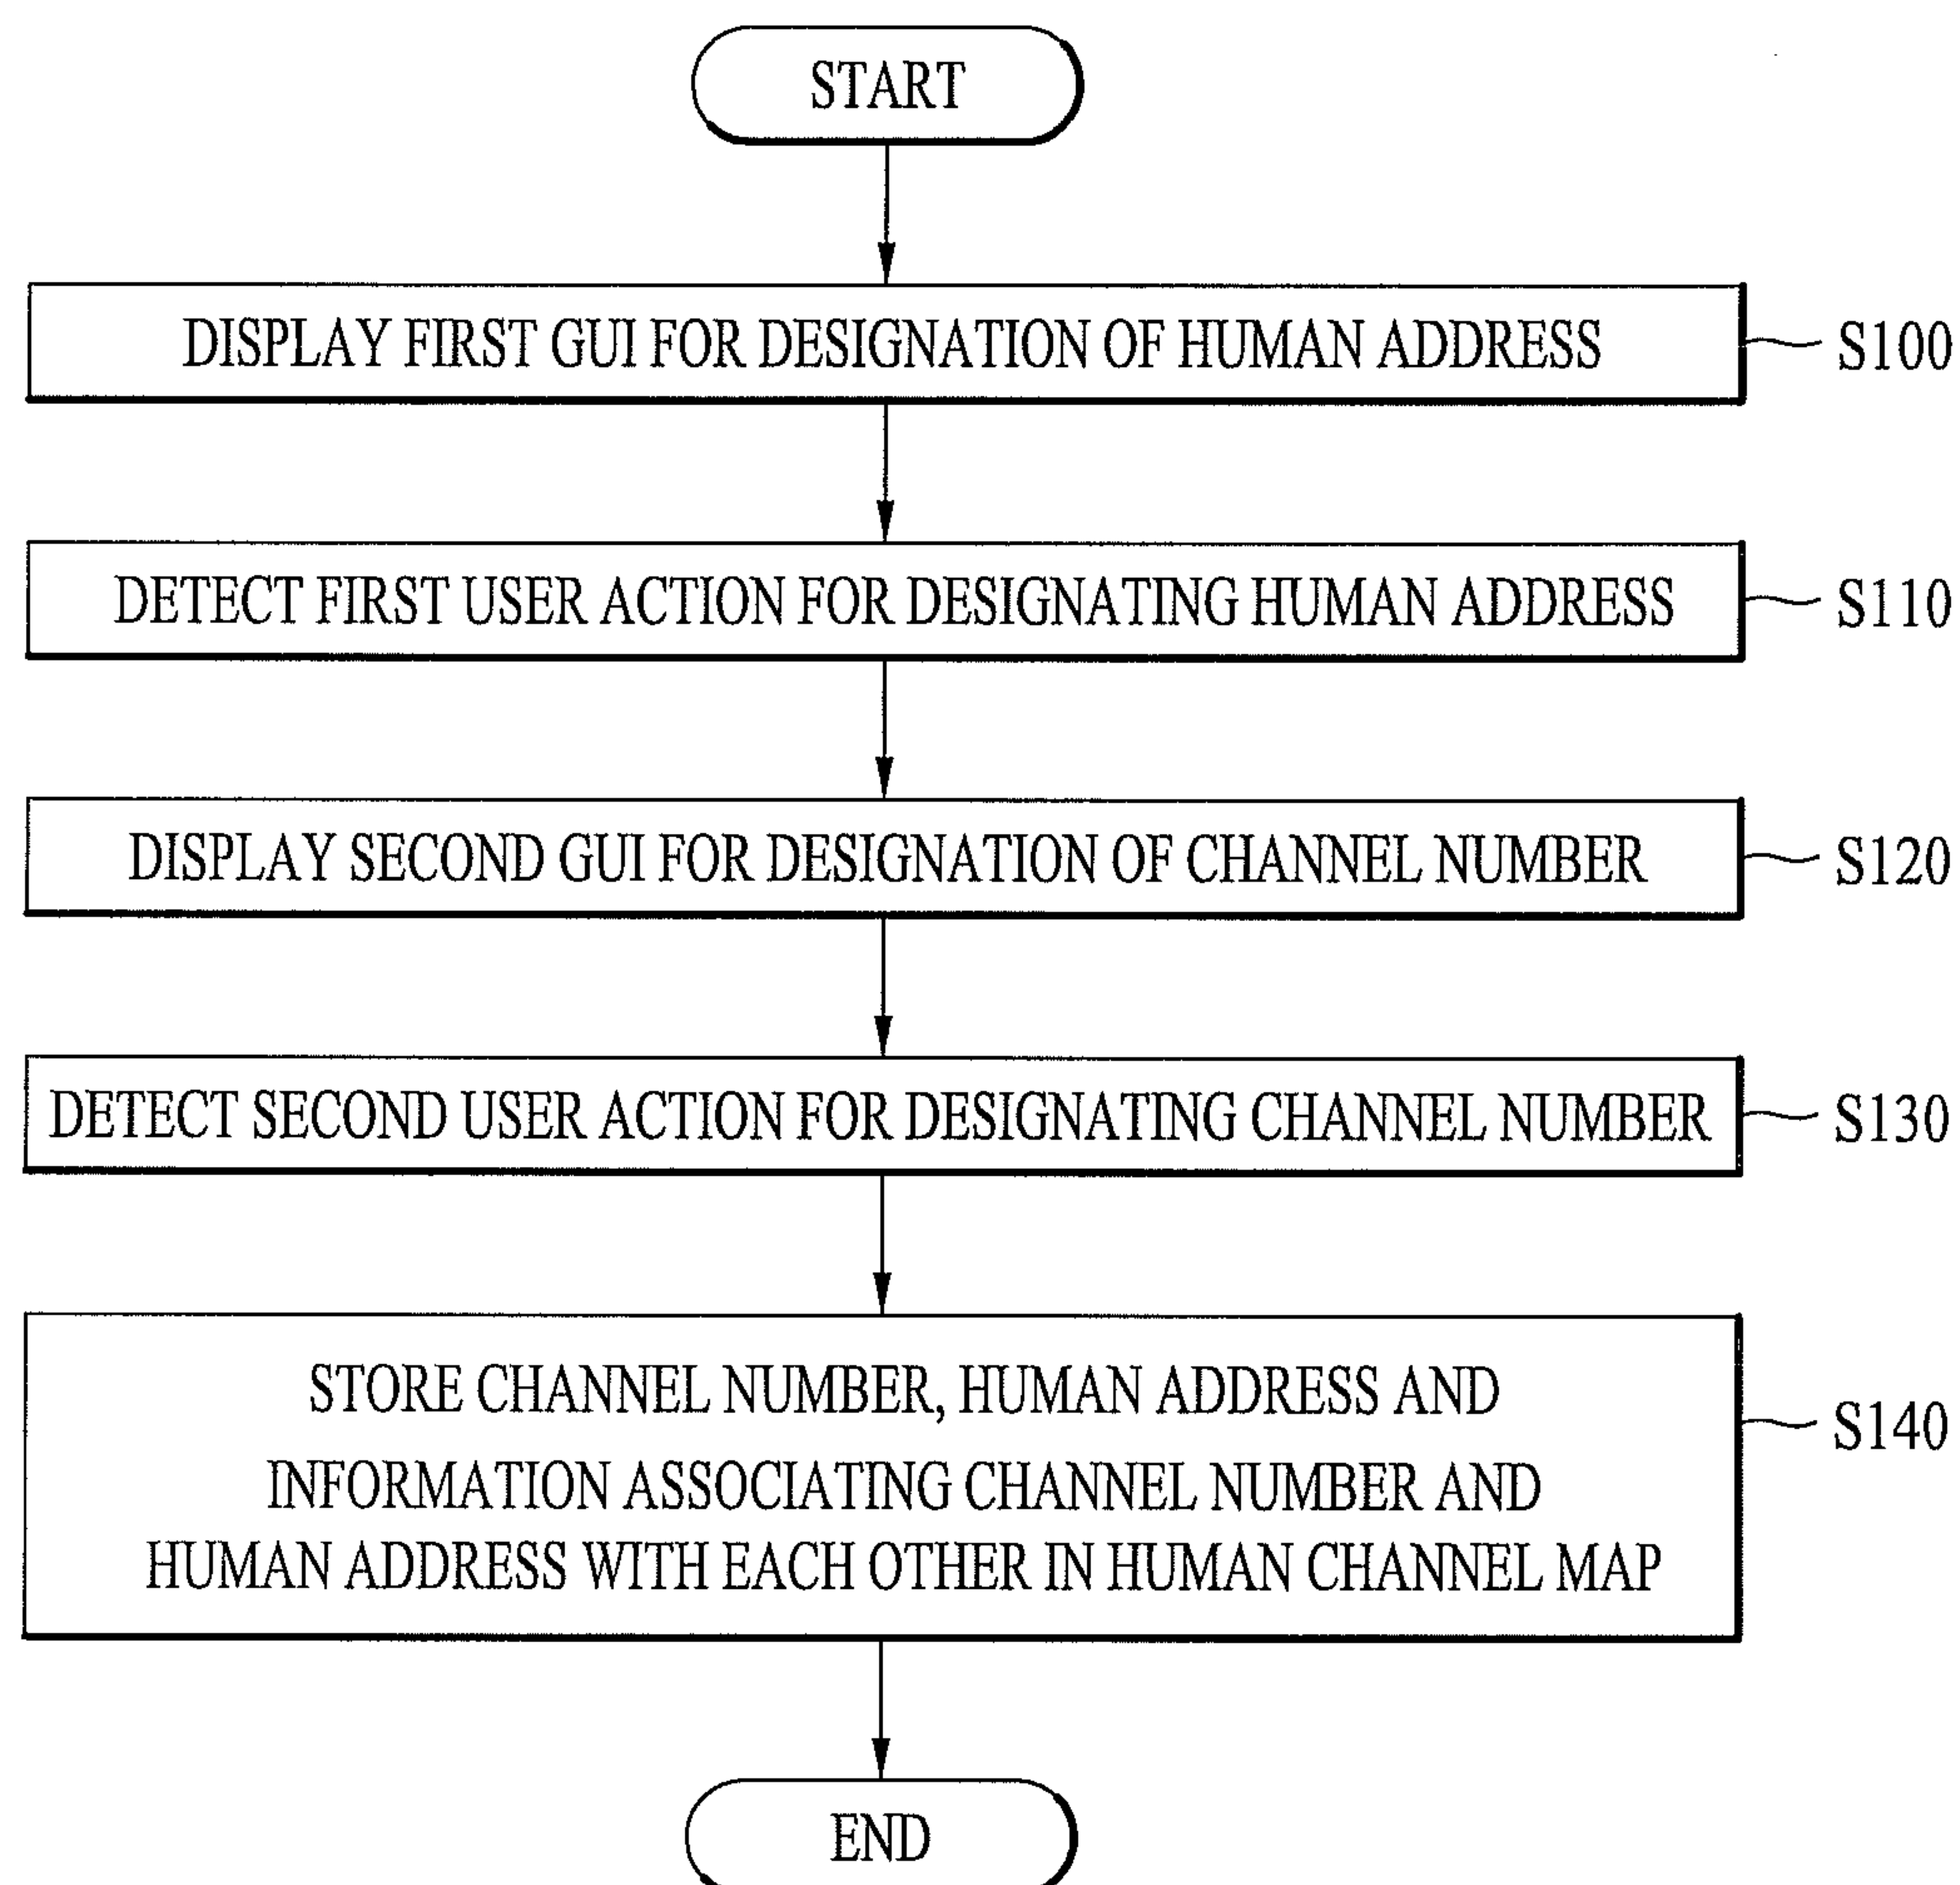 START
DISPLAY FIRST GUI FOR DESIGNATION OF HUMAN ADDRESS
S100
DETECT FIRST USER ACTION FOR DESIGNATING HUMAN ADDRESS
S110
DISPLAY SECOND GUI FOR DESIGNATION OF CHANNEL NUMBER
S120
DETECT SECOND USER ACTION FOR DESIGNATING CHANNEL NUMBER
S130
STORE CHANNEL NUMBER, HUMAN ADDRESS AND
INFORMATION ASSOCIATING CHANNEL NUMBER AND
HUMAN ADDRESS WITH EACH OTHER IN HUMAN CHANNEL MAP
S140
END